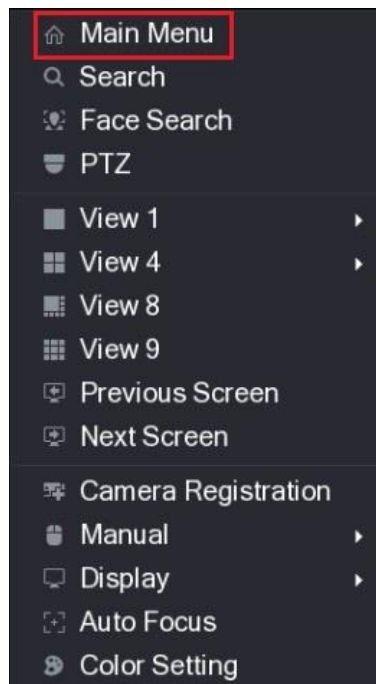 Main Menu
Search
Face Search
PTZ
View 1
View 4
View 8
View 9
Previous Screen
Next Screen
Camera Registration
Manual
Display
Auto Focus
Color Setting